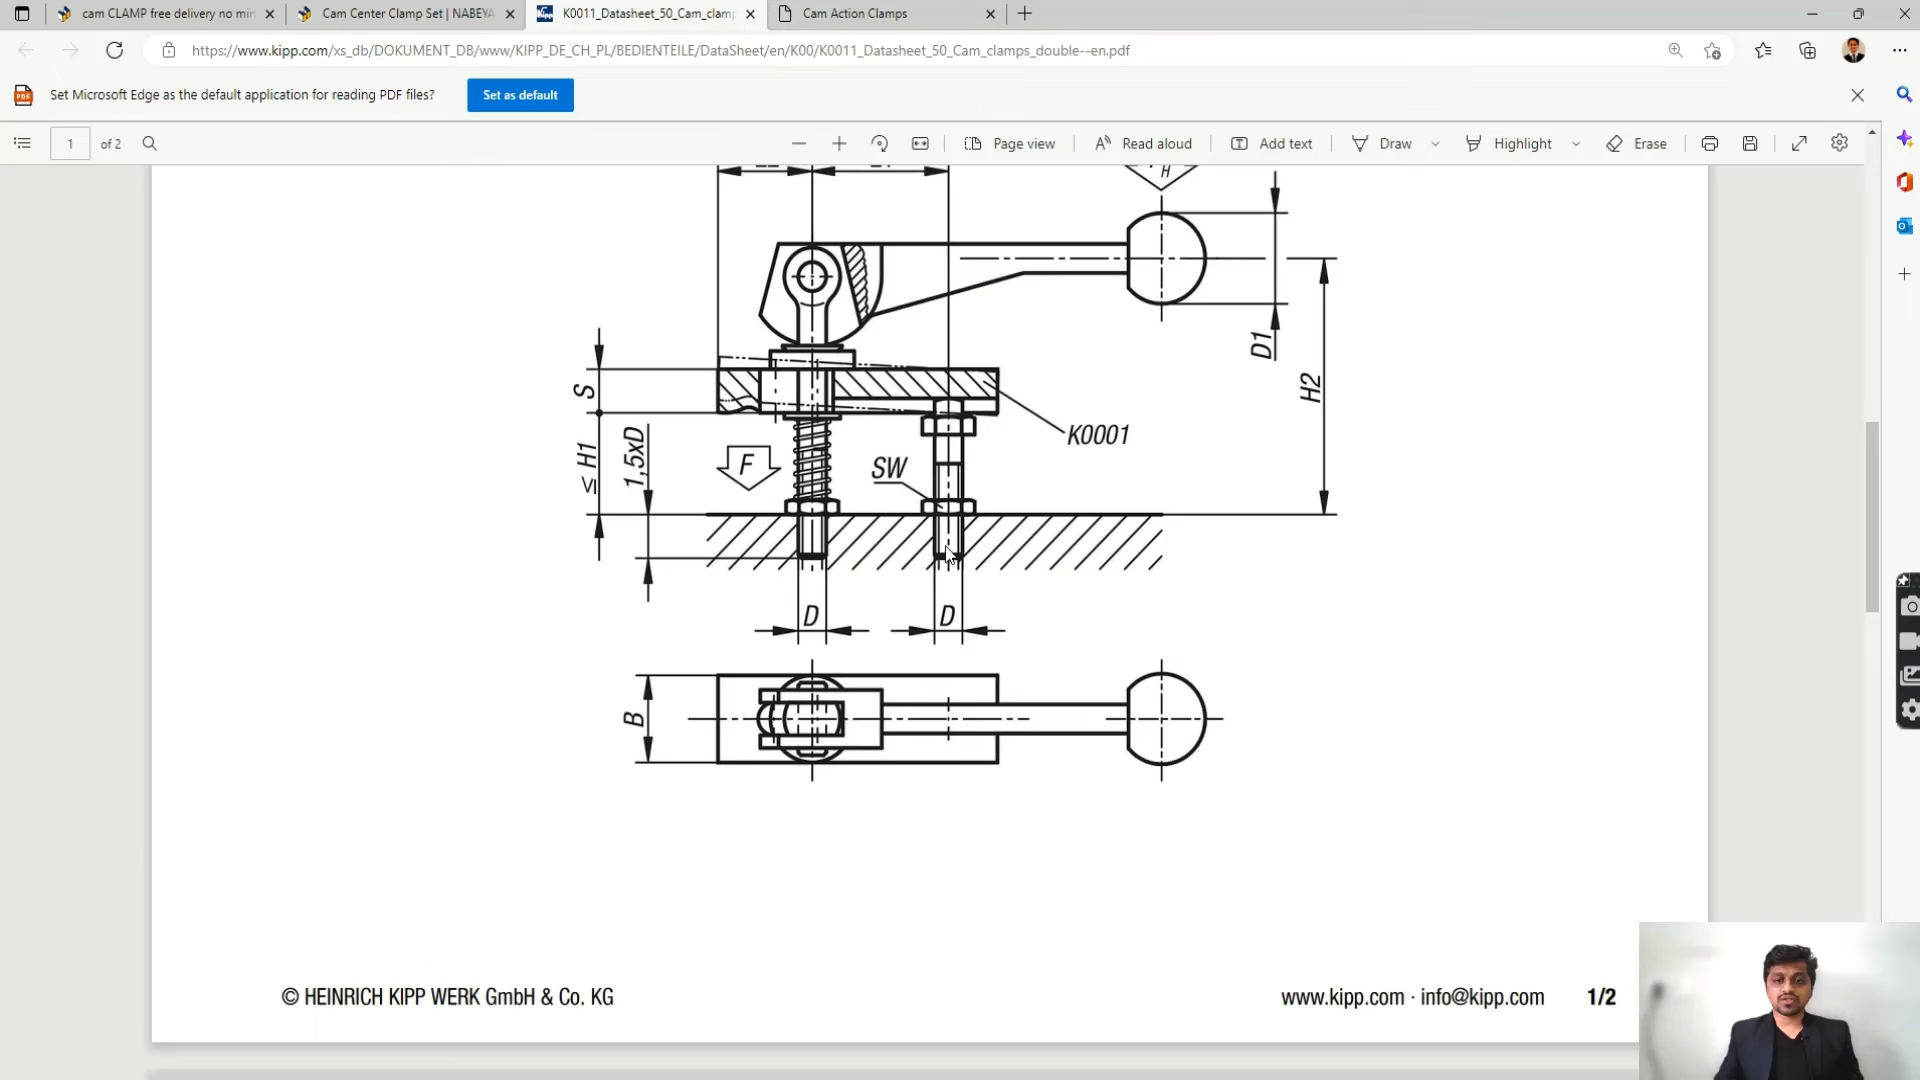 cam CLAMP free delivery no min
Cam Center Clamp Set | NABEYA
K0011_Datasheet_50_Cam_clamp
Cam Action Clamps
https://www.kipp.com/xs_db/DOKUMENT_DB/www/KIPP_DE_CH_PL/BEDIENTEILE/DataSheet/en/K00/K0011_Datasheet_50_Cam_clamps_double--en.pdf
PDF
Set Microsoft Edge as the default application for reading PDF files?
Set as default
1 of 2
Page view
Read aloud
Add text
Draw
Highlight
Erase
H
D1
S
H2
K0001
≤ H1
1,5xD
F
SW
D
D
B
© HEINRICH KIPP WERK GmbH & Co. KG
www.kipp.com · info@kipp.com
1/2